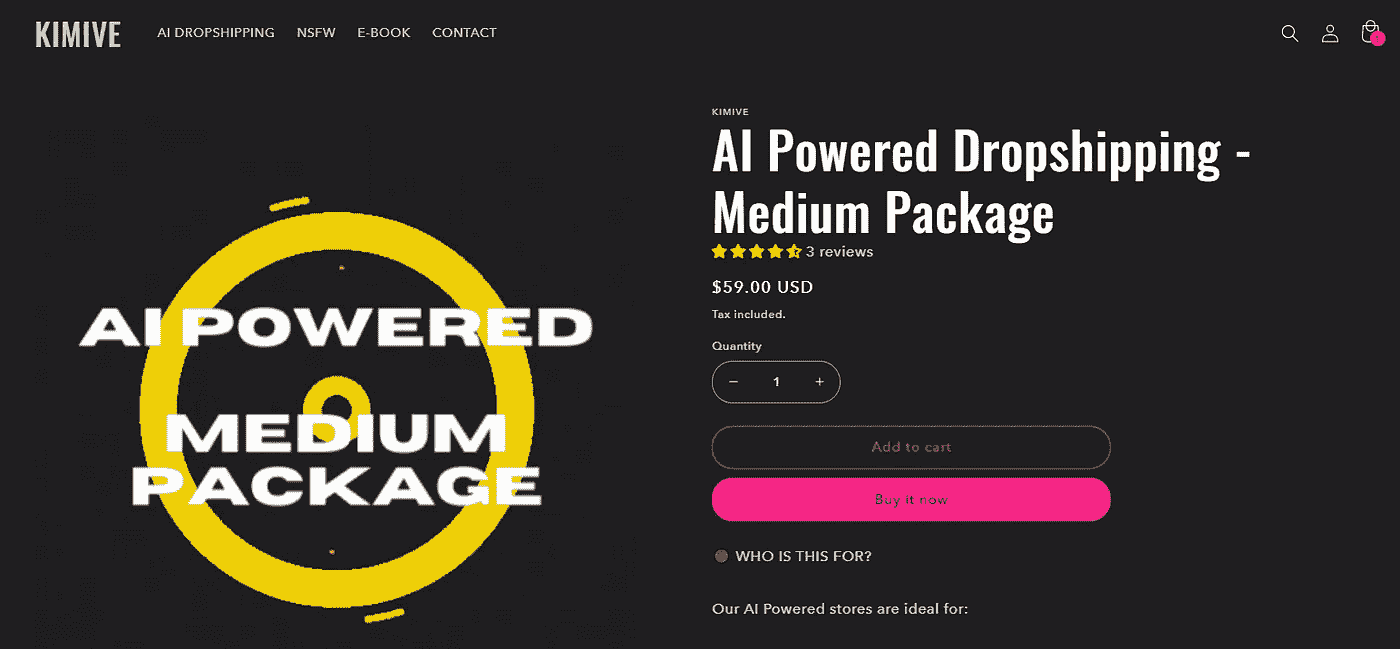 KIMIVE
AI DROPSHIPPING
NSFW
E-BOOK
CONTACT
AI POWERED
MEDIUM
PACKAGE
KIMIVE
AI Powered Dropshipping -
Medium Package
3 reviews
$59.00 USD
Tax included.
Quantity
− 1 +
Add to cart
Buy it now
WHO IS THIS FOR?
Our AI Powered stores are ideal for: